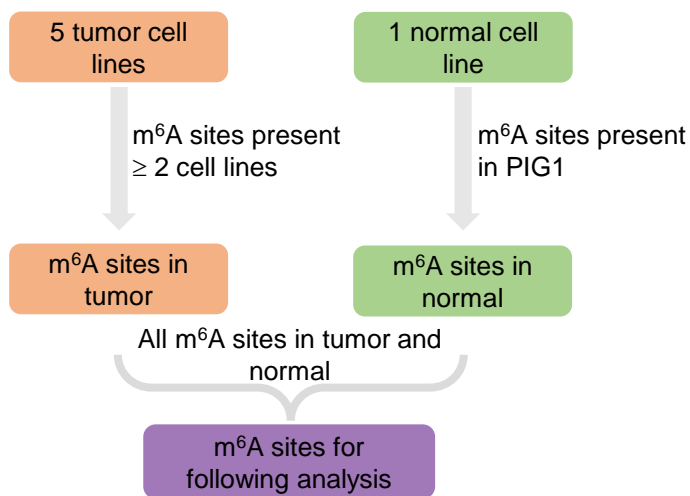 5 tumor cell
lines
1 normal cell
line
m⁶A sites present
≥ 2 cell lines
m⁶A sites present
in PIG1
m⁶A sites in
tumor
m⁶A sites in
normal
All m⁶A sites in tumor and
normal
m⁶A sites for
following analysis